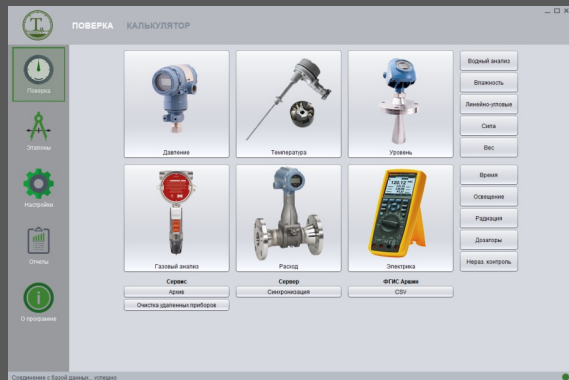 ПОВЕРКА КАЛЬКУЛЯТОР
Поверка
Эталоны
Настройки
Отчеты
О программе
Давление
Температура
Уровень
Газовый анализ
Расход
Электрика
Водный анализ
Влажность
Линейно-угловые
Сила
Вес
Время
Освещение
Радиация
Дозаторы
Нераз. контроль
Сервис
Архив
Очистка удаленных приборов
Сервер
Синхронизация
ФГИС Аршин
CSV
Соединение с базой данных... успешно